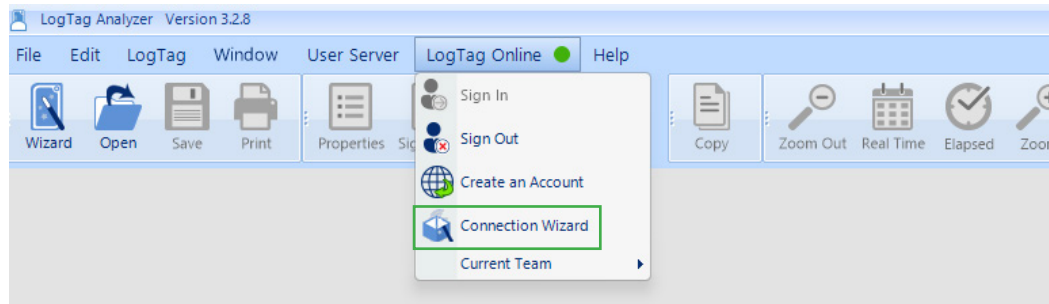 LogTag Analyzer Version 3.2.8
File Edit LogTag Window User Server LogTag Online Help
Wizard Open Save Print Properties Copy Zoom Out Real Time Elapsed
Sign In
Sign Out
Create an Account
Connection Wizard
Current Team